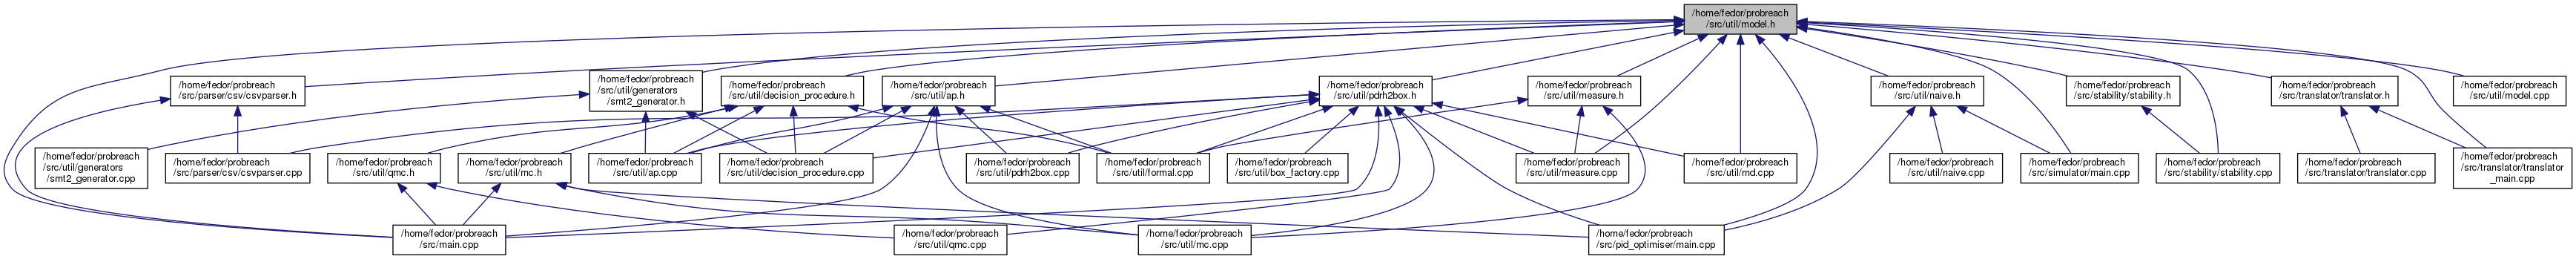 /home/fedor/probreach
/src/util/model.h
/home/fedor/probreach
/src/parser/csv/csvparser.h
/home/fedor/probreach
/src/util/generators
/smt2_generator.h
/home/fedor/probreach
/src/util/decision_procedure.h
/home/fedor/probreach
/src/util/ap.h
/home/fedor/probreach
/src/util/pdrh2box.h
/home/fedor/probreach
/src/util/measure.h
/home/fedor/probreach
/src/util/naive.h
/home/fedor/probreach
/src/stability/stability.h
/home/fedor/probreach
/src/translator/translator.h
/home/fedor/probreach
/src/util/model.cpp
/home/fedor/probreach
/src/util/generators
/smt2_generator.cpp
/home/fedor/probreach
/src/parser/csv/csvparser.cpp
/home/fedor/probreach
/src/util/qmc.h
/home/fedor/probreach
/src/util/mc.h
/home/fedor/probreach
/src/util/ap.cpp
/home/fedor/probreach
/src/util/decision_procedure.cpp
/home/fedor/probreach
/src/util/pdrh2box.cpp
/home/fedor/probreach
/src/util/formal.cpp
/home/fedor/probreach
/src/util/box_factory.cpp
/home/fedor/probreach
/src/util/measure.cpp
/home/fedor/probreach
/src/util/rnd.cpp
/home/fedor/probreach
/src/util/naive.cpp
/home/fedor/probreach
/src/simulator/main.cpp
/home/fedor/probreach
/src/stability/stability.cpp
/home/fedor/probreach
/src/translator/translator.cpp
/home/fedor/probreach
/src/translator/translator
_main.cpp
/home/fedor/probreach
/src/main.cpp
/home/fedor/probreach
/src/util/qmc.cpp
/home/fedor/probreach
/src/util/mc.cpp
/home/fedor/probreach
/src/pid_optimiser/main.cpp